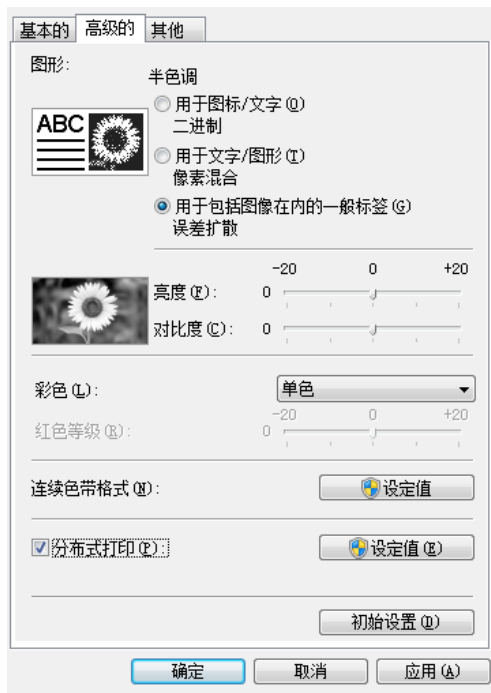 基本的 高级的 其他
图形:
半色调
用于图标/文字(O)
二进制
ABC
用于文字/图形(T)
像素混合
用于包括图像在内的一般标签(G)
误差扩散
-20 0 +20
亮度(F): 0
对比度(C): 0
彩色(L): 单色
-20 0 +20
红色等级(R): 0
连续色带格式(N): 设定值
分布式打印(P): 设定值(E)
初始设置(D)
确定 取消 应用(A)